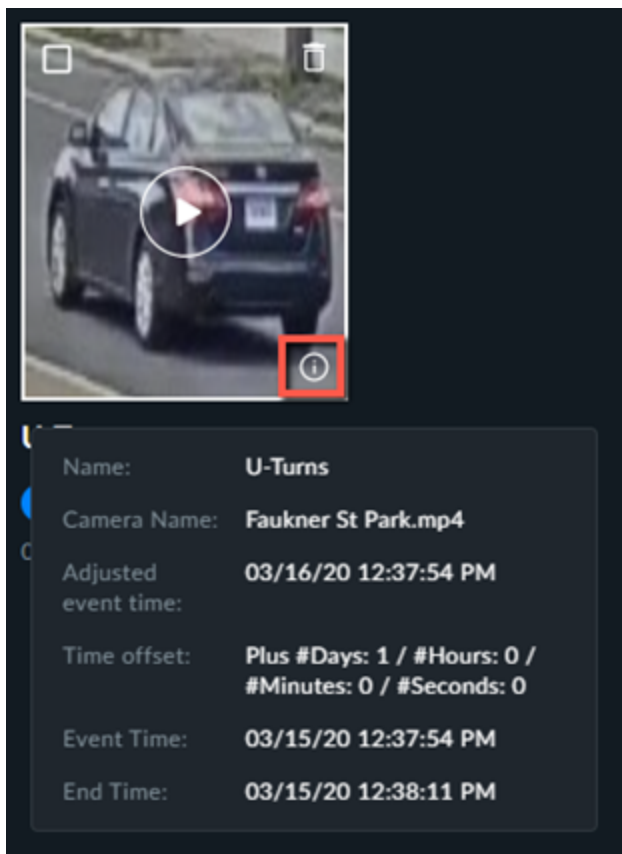 Name: U-Turns
Camera Name: Faukner St Park.mp4
Adjusted event time: 03/16/20 12:37:54 PM
Time offset: Plus #Days: 1 / #Hours: 0 /
#Minutes: 0 / #Seconds: 0
Event Time: 03/15/20 12:37:54 PM
End Time: 03/15/20 12:38:11 PM